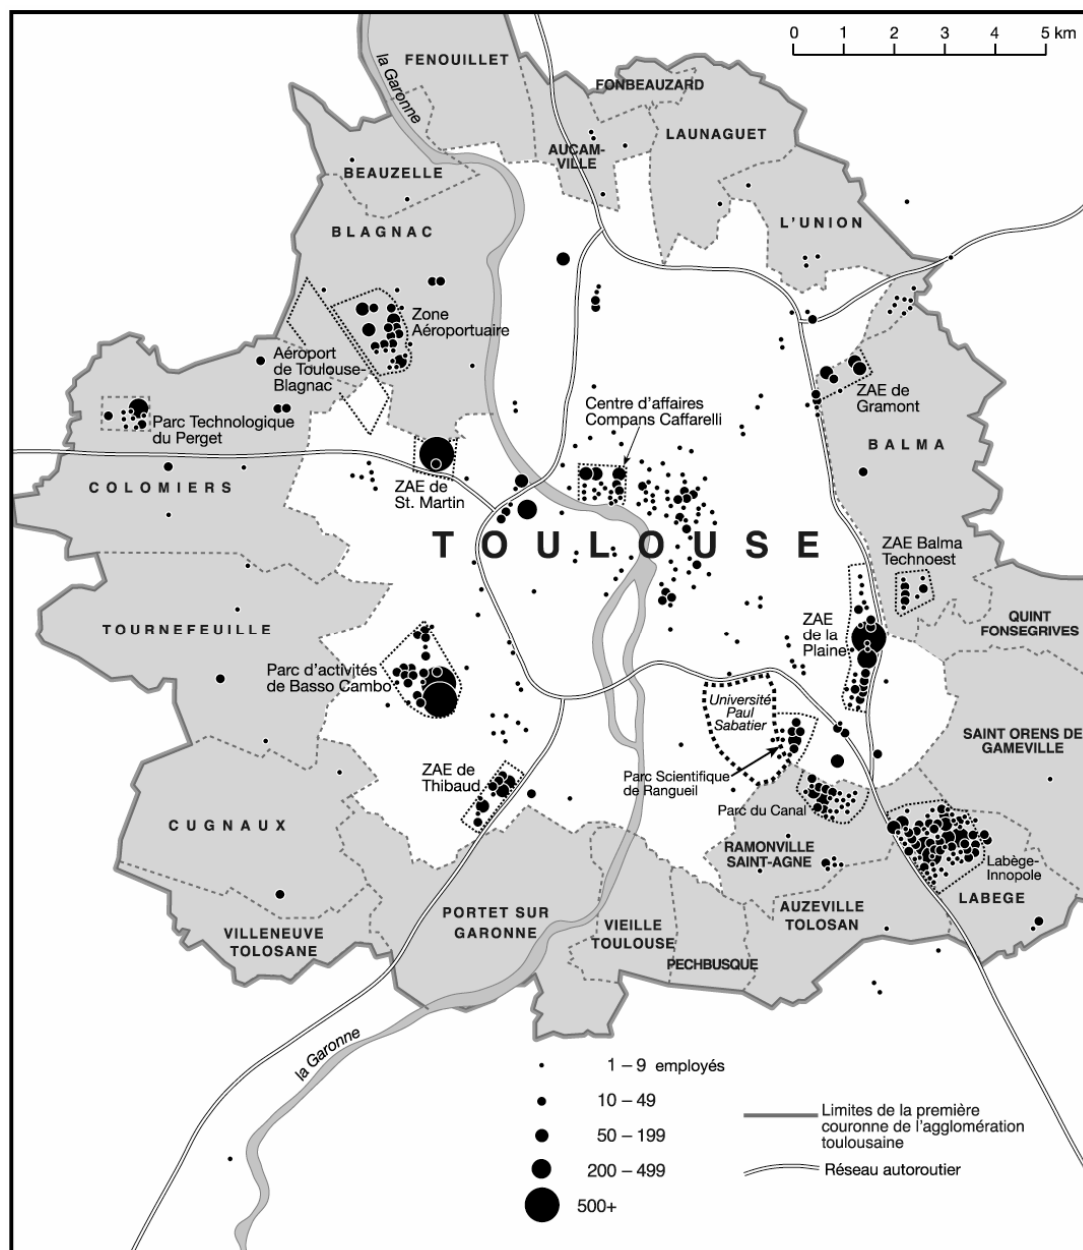 0 1 2 3 4 5 km
la Garonne
FENOUILLET
FONBEAUZARD
LAUNAGUET
AUCAM-
VILLE
BEAUZELLE
BLAGNAC
L'UNION
Zone
Aéroportuaire
Aéroport
de Toulouse-
Blagnac
ZAE de
Gramont
Centre d'affaires
Compans Caffarelli
Parc Technologique
du Perget
BALMA
COLOMIERS
ZAE de
St. Martin
TOULOUSE
ZAE Balma
Technoest
QUINT
FONSEGRIVES
TOURNEFEUILLE
ZAE
de la
Plaine
Parc d'activités
de Basso Cambo
Université
Paul
Sabatier
SAINT ORENS DE
GAMEVILLE
ZAE de
Thibaud
Parc Scientifique
de Rangueil
Parc du Canal
CUGNAUX
RAMONVILLE
SAINT-AGNE
Labège-
Innopole
LABEGE
AUZEVILLE
TOLOSAN
PORTET SUR
GARONNE
VIEILLE
TOULOUSE
VILLENEUVE
TOLOSANE
PECHBUSQUE
la Garonne
1 – 9 employés
10 – 49
50 – 199
200 – 499
500+
Limites de la première
couronne de l'agglomération
toulousaine
Réseau autoroutier